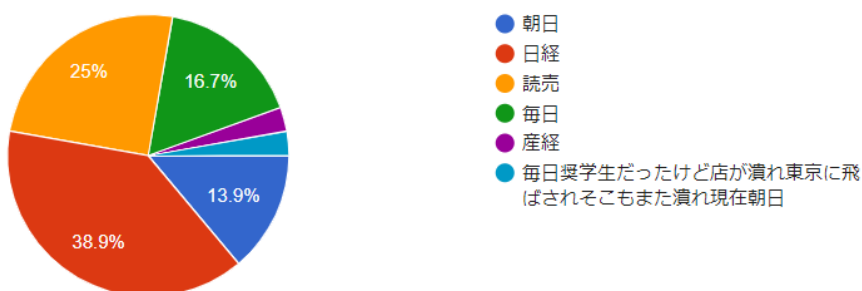 25%
16.7%
13.9%
38.9%
朝日
日経
読売
毎日
産経
毎日奨学生だったけど店が潰れ東京に飛
ばされそこもまた潰れ現在朝日